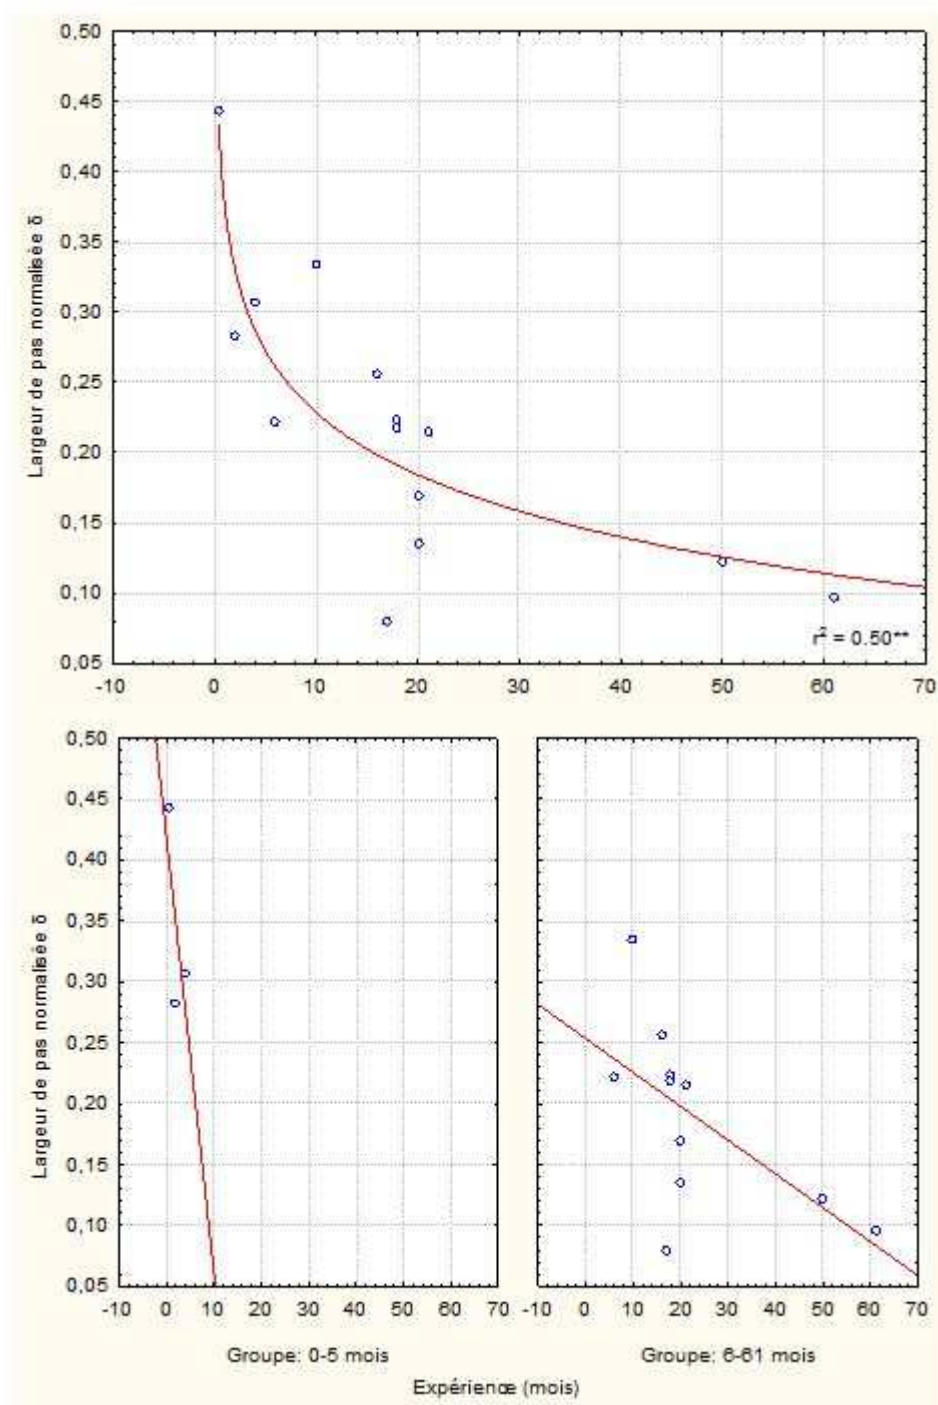 0,50
0,45
0,40
0,35
0,30
0,25
0,20
0,15
0,10
0,05
Largeur de pas normalisée δ
r² = 0.50**
-10 0 10 20 30 40 50 60 70
0,50
0,45
0,40
0,35
0,30
0,25
0,20
0,15
0,10
0,05
Largeur de pas normalisée δ
-10 0 10 20 30 40 50 60 70 -10 0 10 20 30 40 50 60 70
Groupe: 0-5 mois Groupe: 6-61 mois
Expérience (mois)